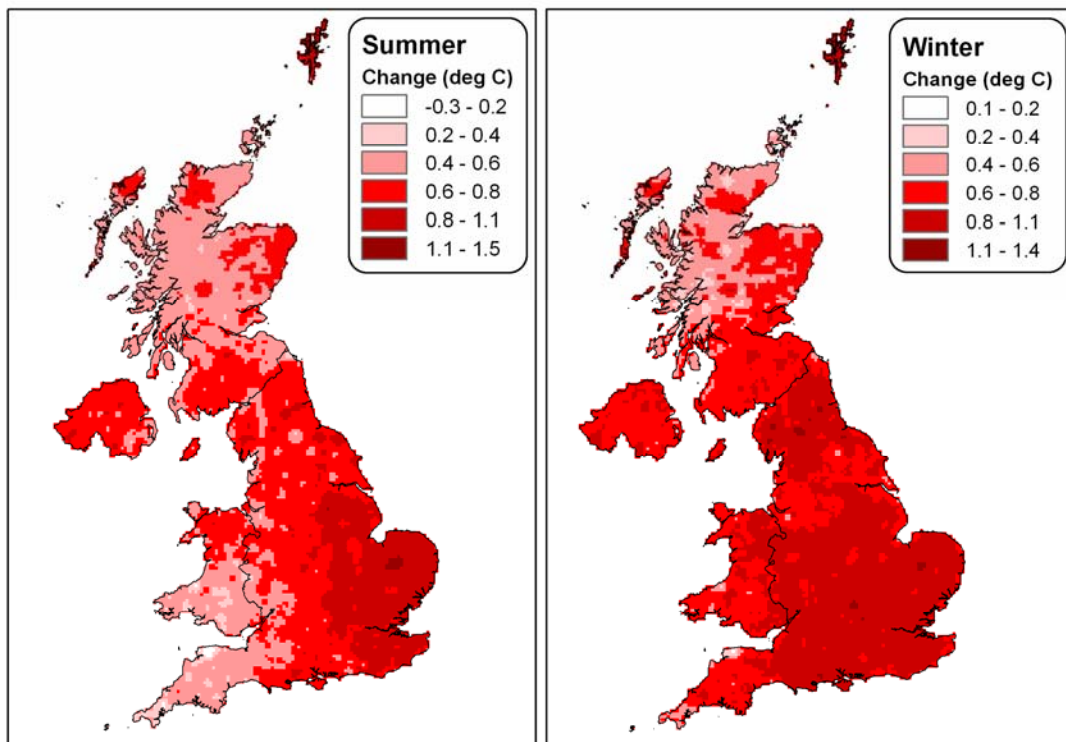 Summer
Change (deg C)
-0.3 - 0.2
0.2 - 0.4
0.4 - 0.6
0.6 - 0.8
0.8 - 1.1
1.1 - 1.5
Winter
Change (deg C)
0.1 - 0.2
0.2 - 0.4
0.4 - 0.6
0.6 - 0.8
0.8 - 1.1
1.1 - 1.4